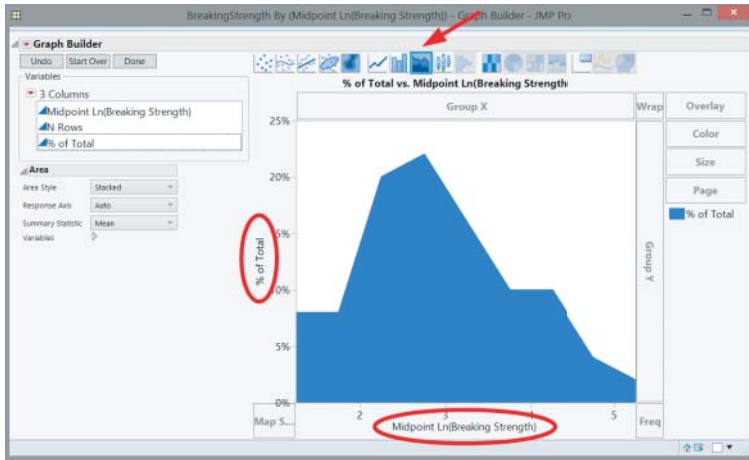 BreakingStrength By (Midpoint Ln(Breaking Strength)) - Graph Builder - JMP Pro
Graph Builder
Undo Start Over Done
Variables
3 Columns
Midpoint Ln(Breaking Strength)
N Rows
% of Total
Area
Area Style Stacked
Response Axis Auto
Summary Statistic Mean
Variables
% of Total vs. Midpoint Ln(Breaking Strength
Group X
Wrap
Overlay
Color
Size
Page
% of Total
25%
20%
5%
0%
5%
0%
% of Total
Group Y
Map S...
2 3 4 5
Midpoint Ln(Breaking Strength)
Freq